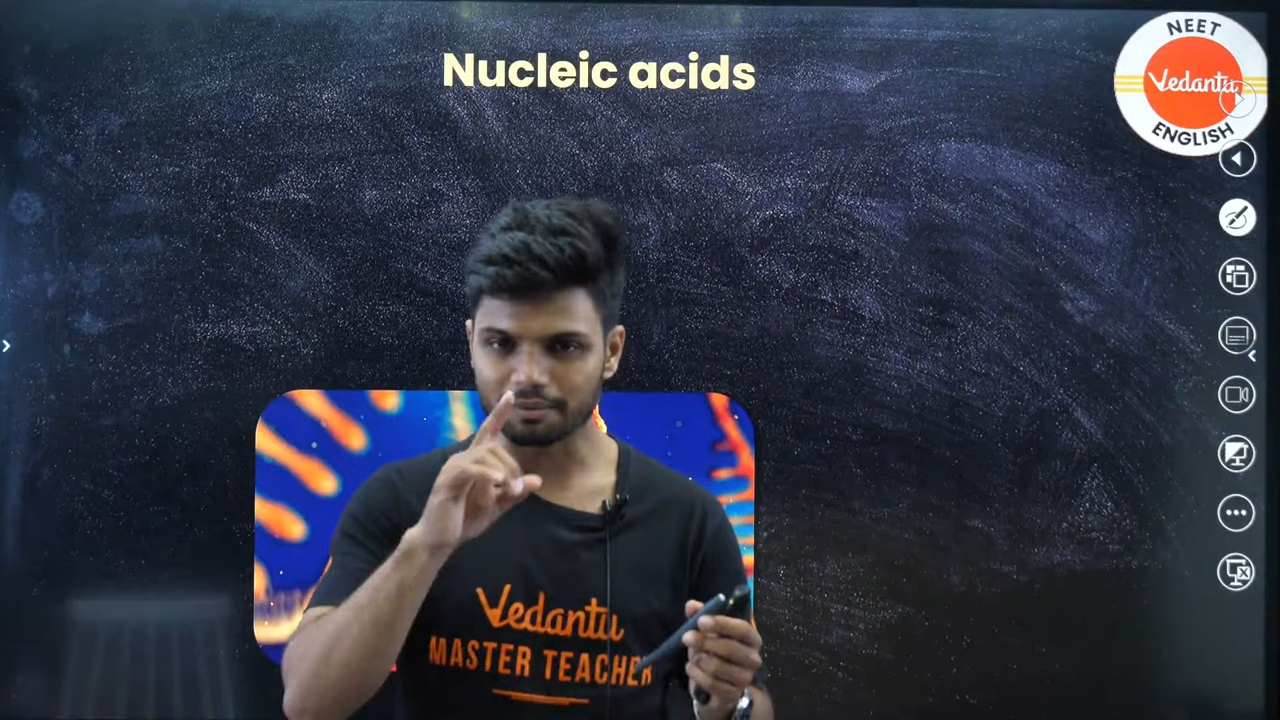 Nucleic acids
NEET
Vedantu
ENGLISH
Vedantu
MASTER TEACHER